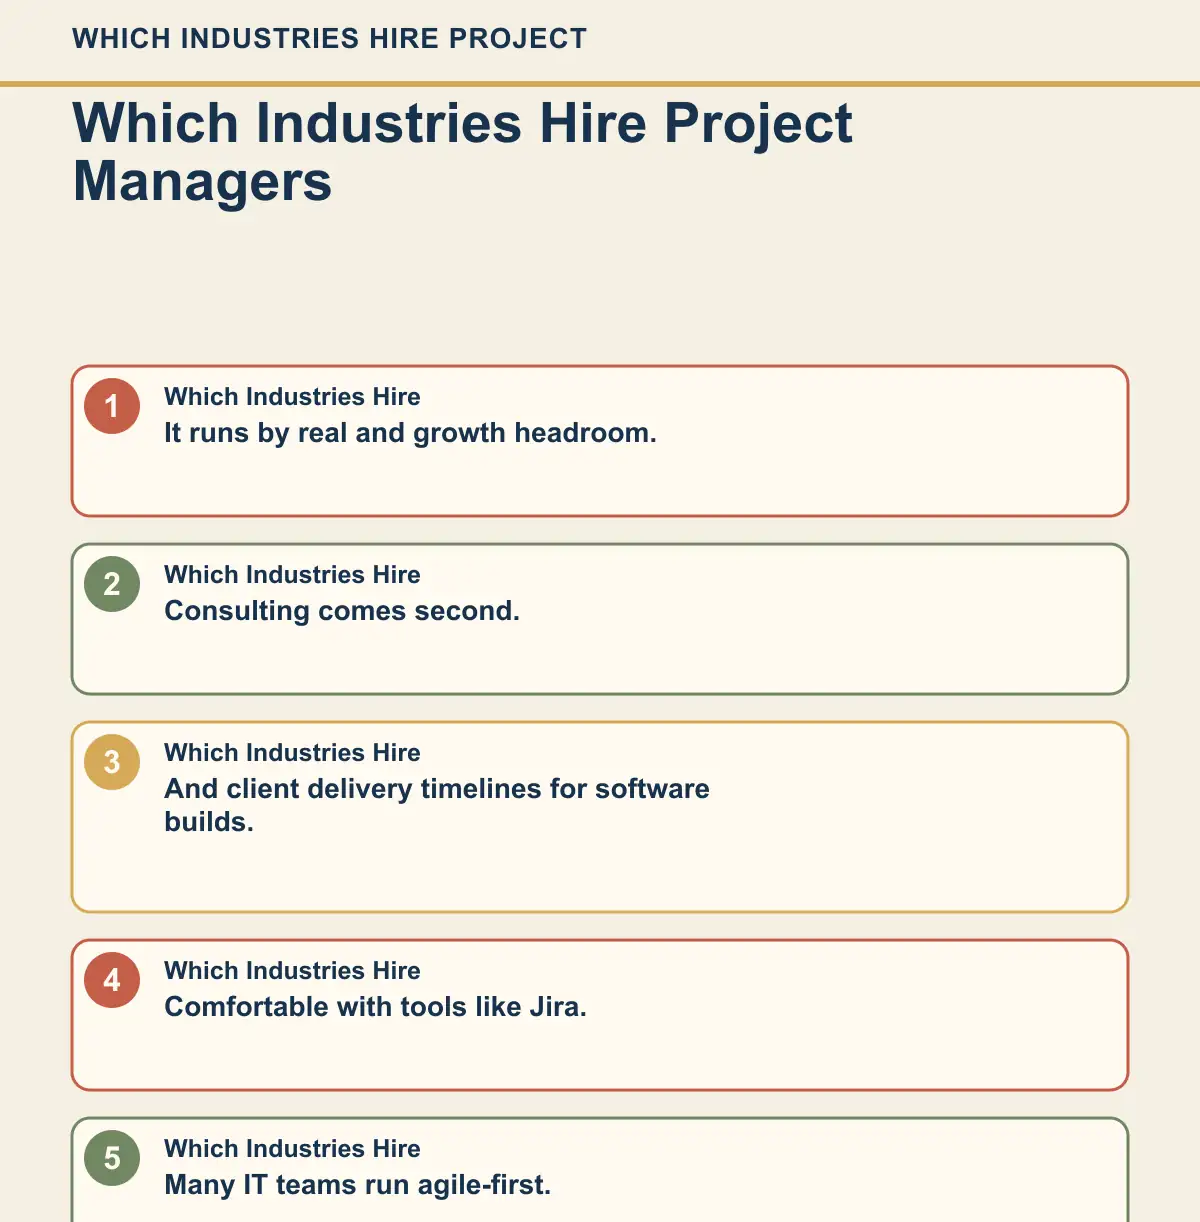 WHICH INDUSTRIES HIRE PROJECT
Which Industries Hire Project
Managers
1
Which Industries Hire
It runs by real and growth headroom.
2
Which Industries Hire
Consulting comes second.
3
Which Industries Hire
And client delivery timelines for software
builds.
4
Which Industries Hire
Comfortable with tools like Jira.
5
Which Industries Hire
Many IT teams run agile-first.